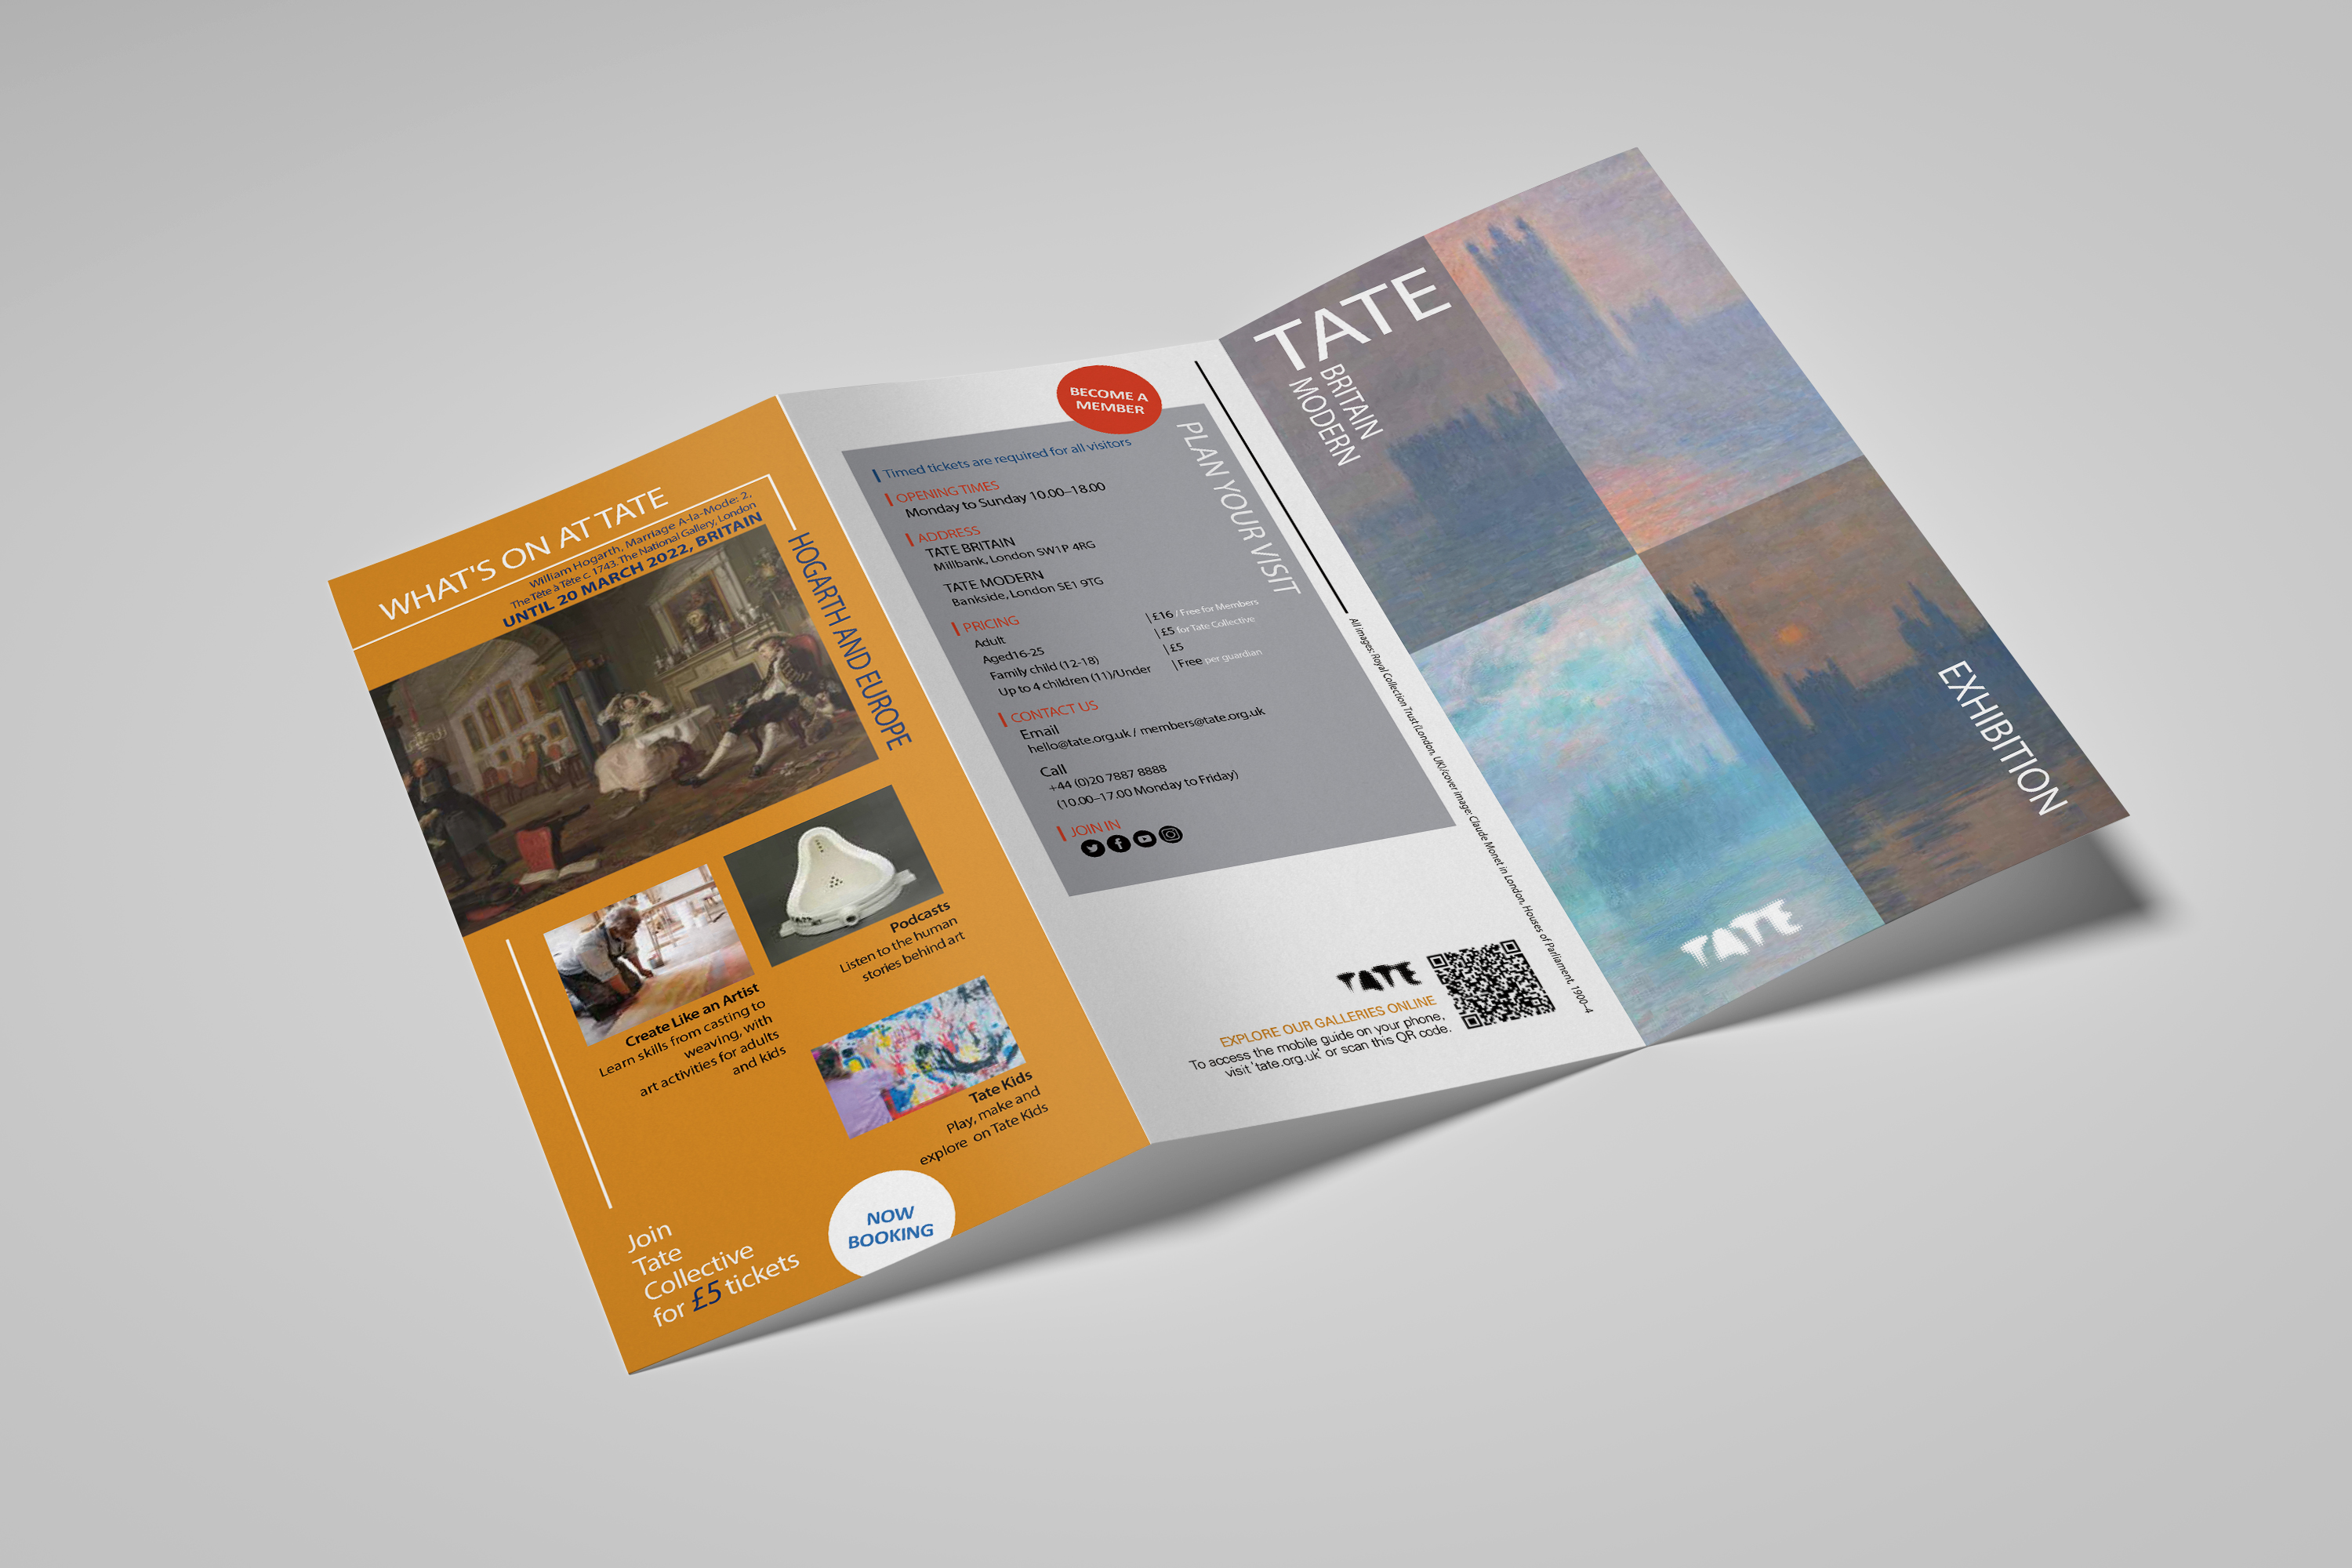 WHAT'S ON AT TATE
William Hogarth, Marriage A-la-Mode: 2,
The Tête à Tête c. 1743. The National Gallery, London
UNTIL 20 MARCH 2022, BRITAIN
HOGARTH AND EUROPE
Podcasts
Listen to the human
stories behind art
Create Like an Artist
Learn skills from casting to
weaving, with
art activities for adults
and kids
Tate Kids
Play, make and
explore on Tate Kids
Join
Tate
Collective
for £5 tickets
NOW
BOOKING
BECOME A
MEMBER
PLAN YOUR VISIT
Timed tickets are required for all visitors
OPENING TIMES
Monday to Sunday 10.00–18.00
ADDRESS
TATE BRITAIN
Millbank, London SW1P 4RG
TATE MODERN
Bankside, London SE1 9TG
PRICING
Adult | £16 / Free for Members
Aged16-25 | £5 for Tate Collective
Family child (12-18) | £5
Up to 4 children (11)/Under | Free per guardian
CONTACT US
Email
hello@tate.org.uk / members@tate.org.uk
Call
+44 (0)20 7887 8888
(10.00–17.00 Monday to Friday)
JOIN IN
All images: Royal Collection Trust (London, UK)/cover image: Claude Monet in London, Houses of Parliament, 1900–4
TATE
EXPLORE OUR GALLERIES ONLINE
To access the mobile guide on your phone,
visit 'tate.org.uk' or scan this QR code.
TATE
BRITAIN
MODERN
EXHIBITION
TATE